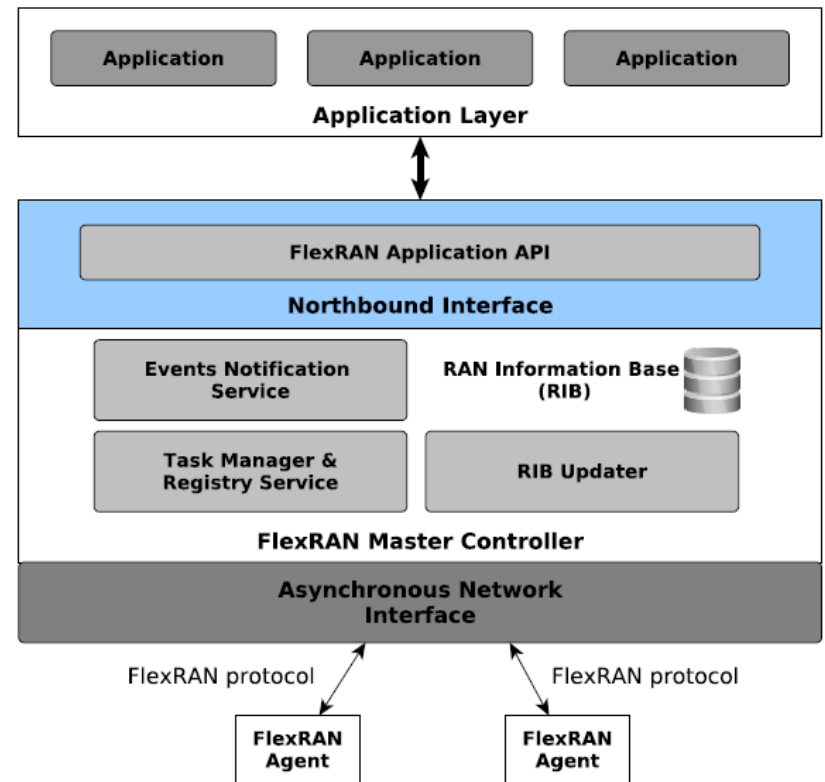 Application
Application
Application
Application Layer
FlexRAN Application API
Northbound Interface
Events Notification
Service
RAN Information Base
(RIB)
Task Manager &
Registry Service
RIB Updater
FlexRAN Master Controller
Asynchronous Network
Interface
FlexRAN protocol
FlexRAN protocol
FlexRAN
Agent
FlexRAN
Agent